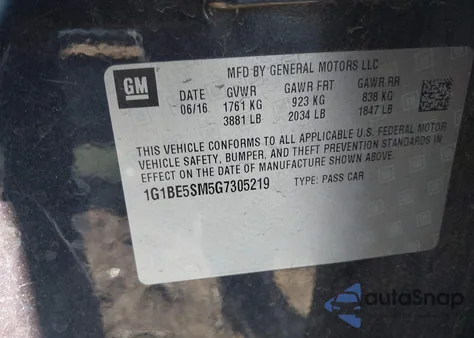 GM
MFD BY GENERAL MOTORS LLC
DATE GVWR GAWR FRT GAWR RR
06/16 1761 KG 923 KG 838 KG
3881 LB 2034 LB 1847 LB
THIS VEHICLE CONFORMS TO ALL APPLICABLE U.S. FEDERAL MOTOR
VEHICLE SAFETY, BUMPER, AND THEFT PREVENTION STANDARDS IN
EFFECT ON THE DATE OF MANUFACTURE SHOWN ABOVE.
1G1BE5SM5G7305219 TYPE: PASS CAR
autoSnap